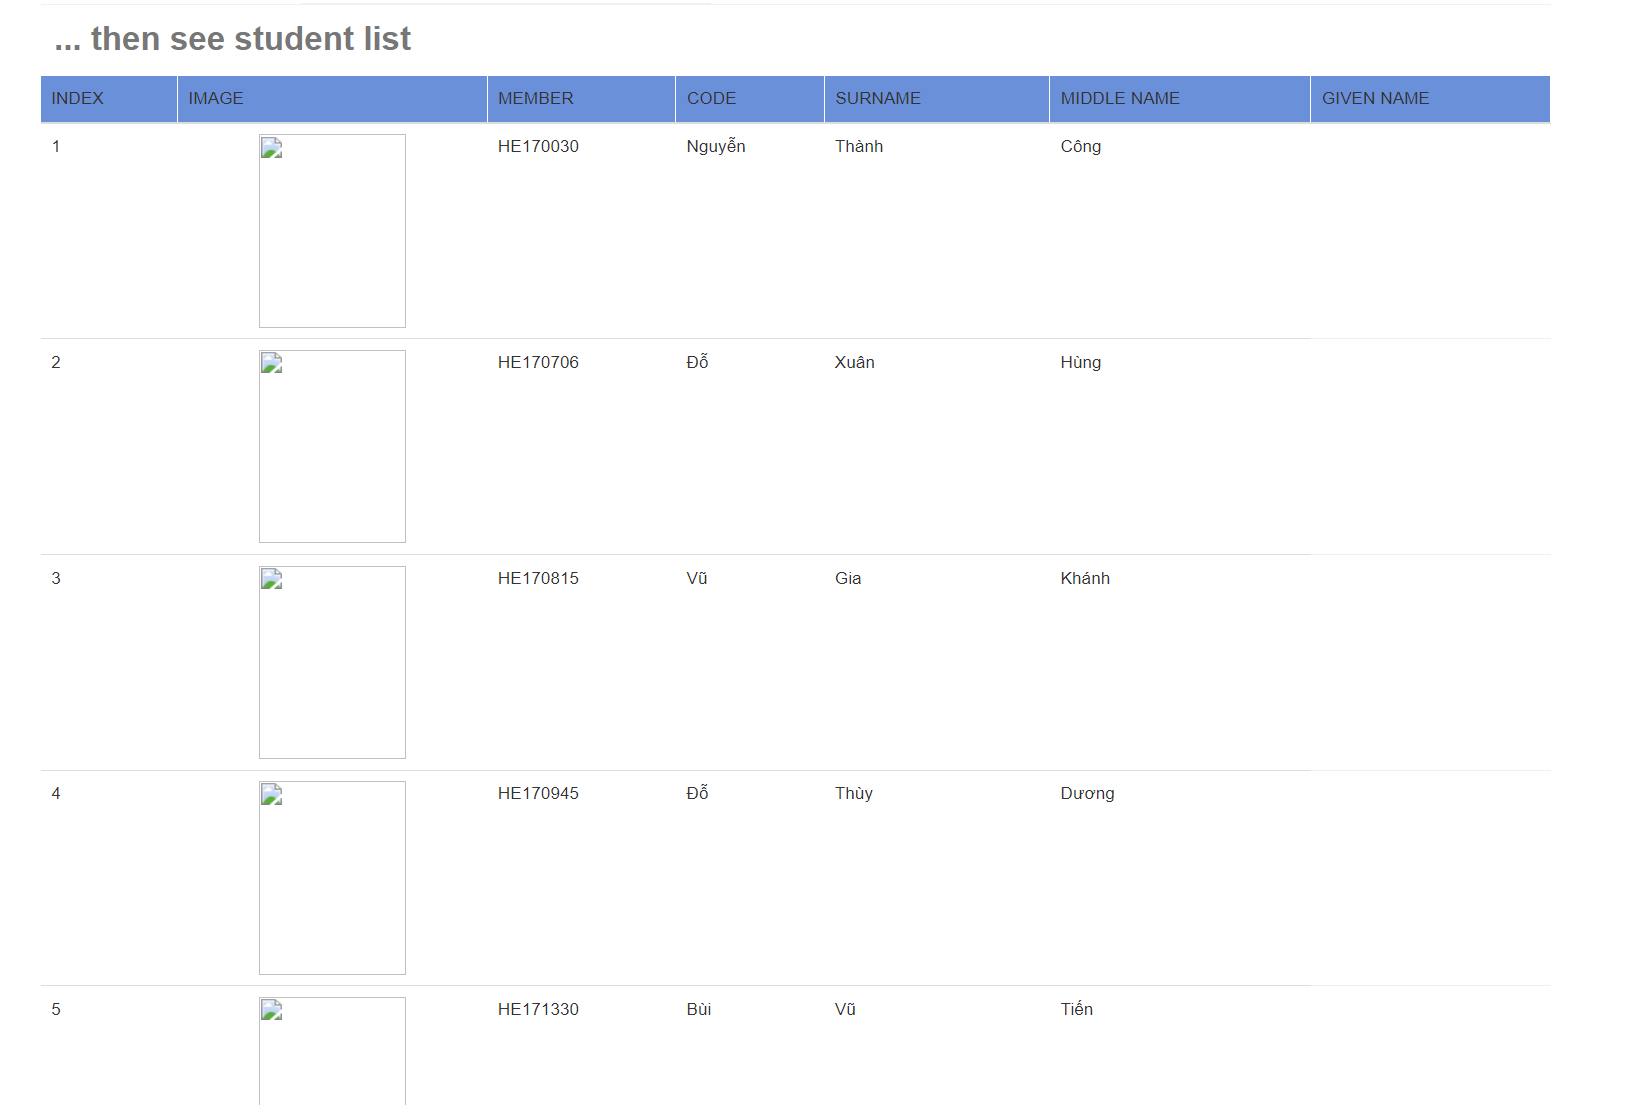 ... then see student list
INDEX IMAGE MEMBER CODE SURNAME MIDDLE NAME GIVEN NAME
1 HE170030 Nguyễn Thành Công
2 HE170706 Đỗ Xuân Hùng
3 HE170815 Vũ Gia Khánh
4 HE170945 Đỗ Thùy Dương
5 HE171330 Bùi Vũ Tiến